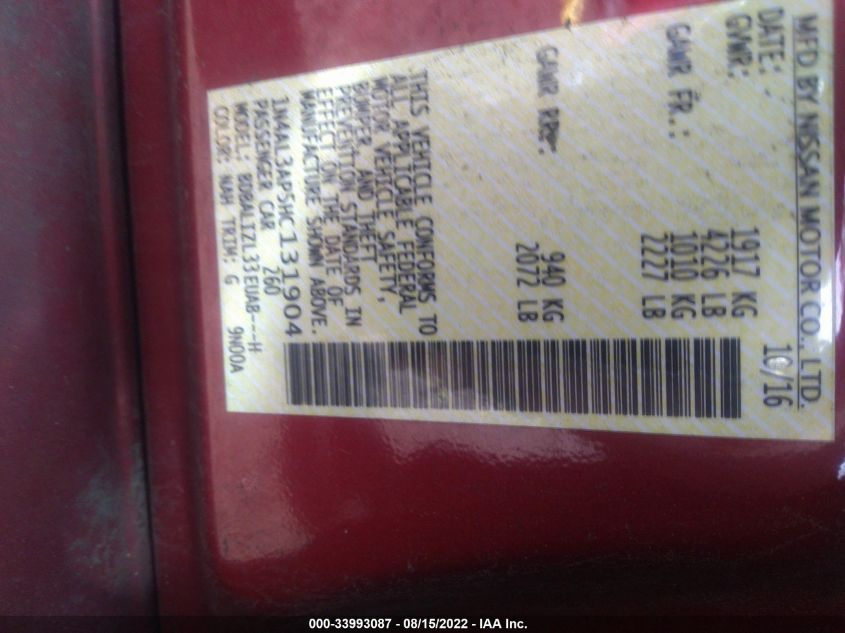 MFD BY NISSAN MOTOR CO., LTD.
DATE: 10/16
GVWR: 1917 KG
4226 LB
GAWR FR.: 1010 KG
2227 LB
GAWR RR.: 940 KG
2072 LB
THIS VEHICLE CONFORMS TO
ALL APPLICABLE FEDERAL
MOTOR VEHICLE SAFETY,
BUMPER, AND THEFT
PREVENTION STANDARDS IN
EFFECT ON THE DATE OF
MANUFACTURE SHOWN ABOVE.
1N4AL3AP5HC131904
PASSENGER CAR 260
MODEL: BDBALTZL33EUAB---H
COLOR: NAH TRIM: G 9N00A
000-33993087 - 08/15/2022 - IAA Inc.